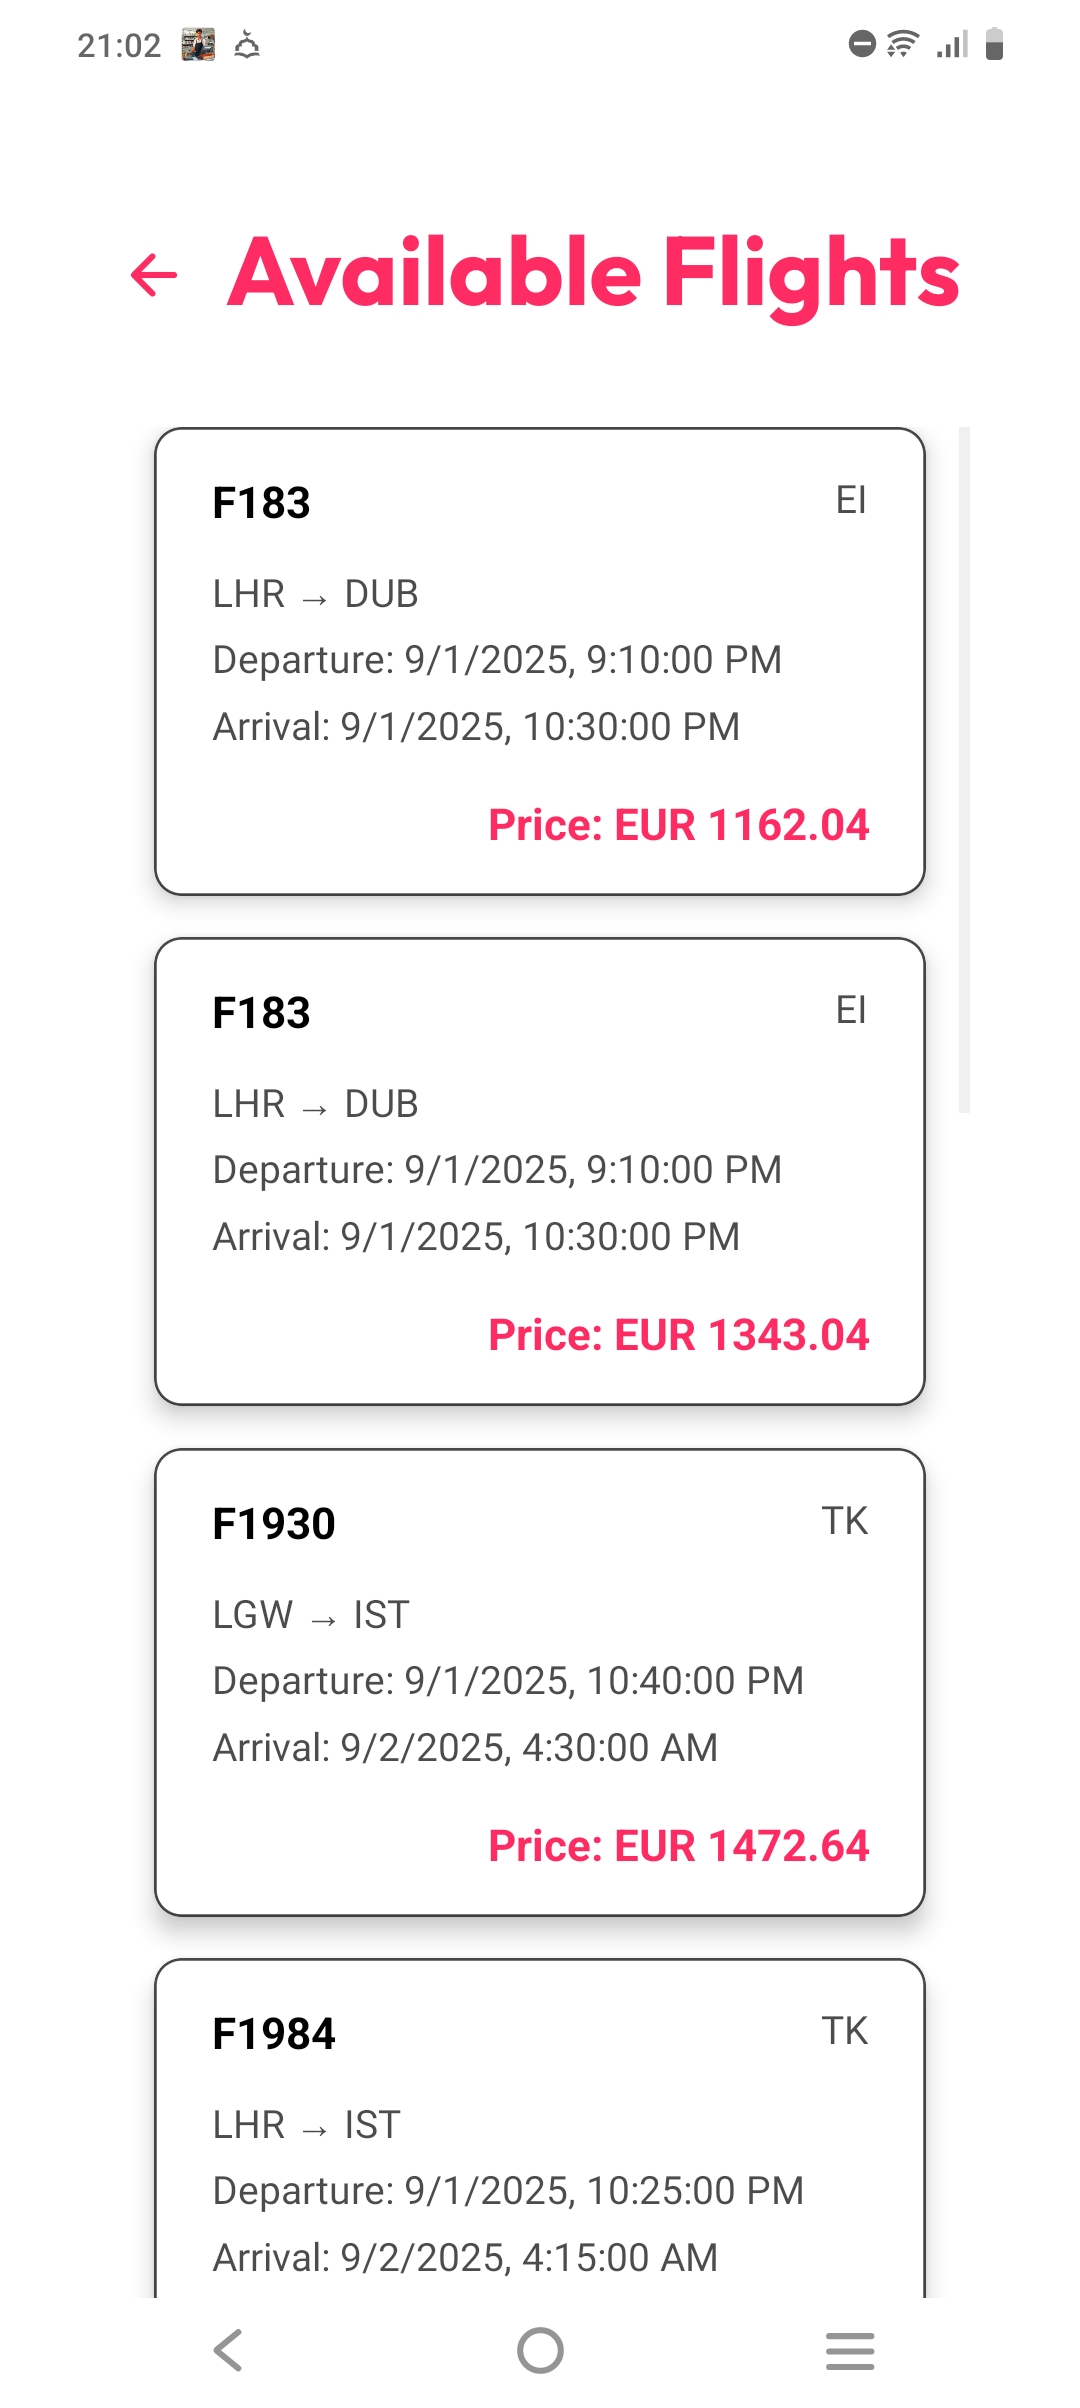 21:02
Available Flights
F183 EI
LHR → DUB
Departure: 9/1/2025, 9:10:00 PM
Arrival: 9/1/2025, 10:30:00 PM
Price: EUR 1162.04
F183 EI
LHR → DUB
Departure: 9/1/2025, 9:10:00 PM
Arrival: 9/1/2025, 10:30:00 PM
Price: EUR 1343.04
F1930 TK
LGW → IST
Departure: 9/1/2025, 10:40:00 PM
Arrival: 9/2/2025, 4:30:00 AM
Price: EUR 1472.64
F1984 TK
LHR → IST
Departure: 9/1/2025, 10:25:00 PM
Arrival: 9/2/2025, 4:15:00 AM